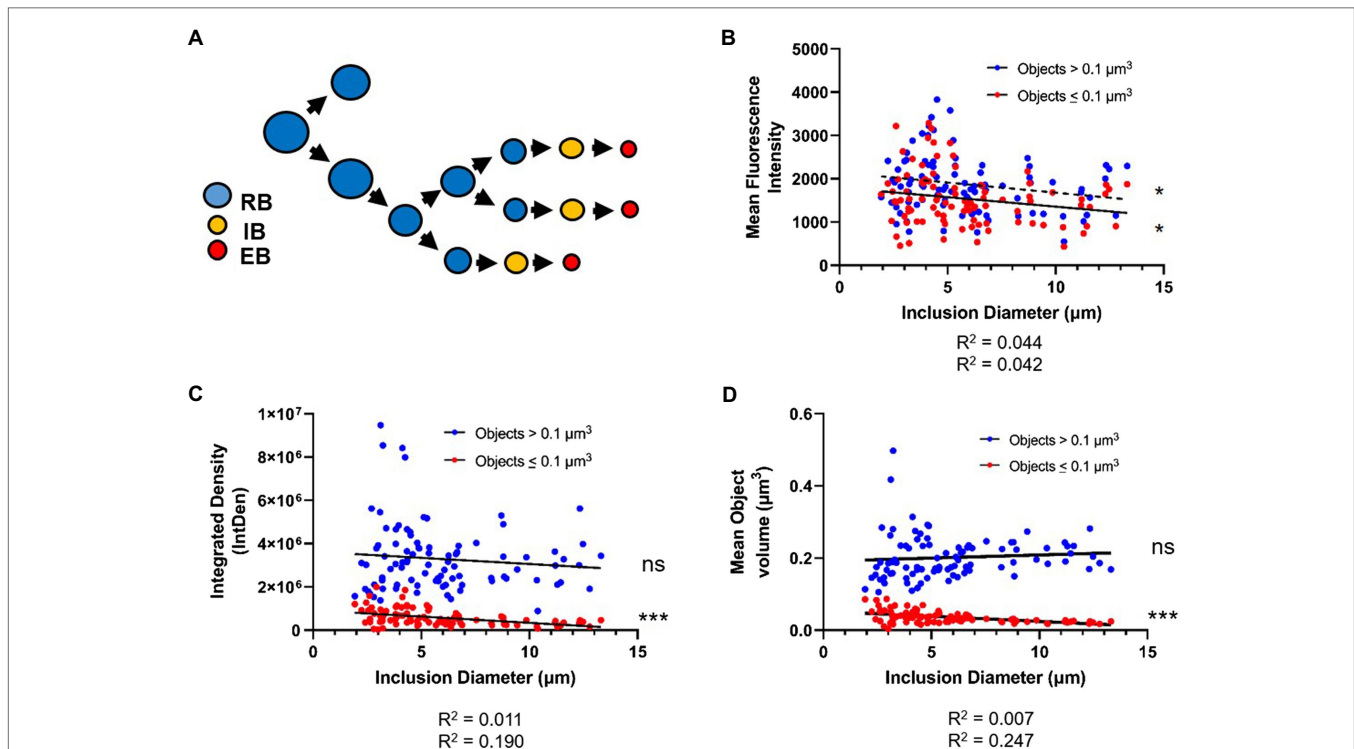 A
RB
IB
EB
B
Objects > 0.1 µm³
Objects ≤ 0.1 µm³
Mean Fluorescence
Intensity
5000
4000
3000
2000
1000
0
*
*
0
5
10
15
Inclusion Diameter (µm)
R² = 0.044
R² = 0.042
C
Objects > 0.1 µm³
Objects ≤ 0.1 µm³
Integrated Density
(IntDen)
1×10⁷
8×10⁶
6×10⁶
4×10⁶
2×10⁶
0
ns
***
0
5
10
15
Inclusion Diameter (µm)
R² = 0.011
R² = 0.190
D
Objects > 0.1 µm³
Objects ≤ 0.1 µm³
Mean Object
volume (µm³)
0.6
0.4
0.2
0.0
ns
***
0
5
10
15
Inclusion Diameter (µm)
R² = 0.007
R² = 0.247